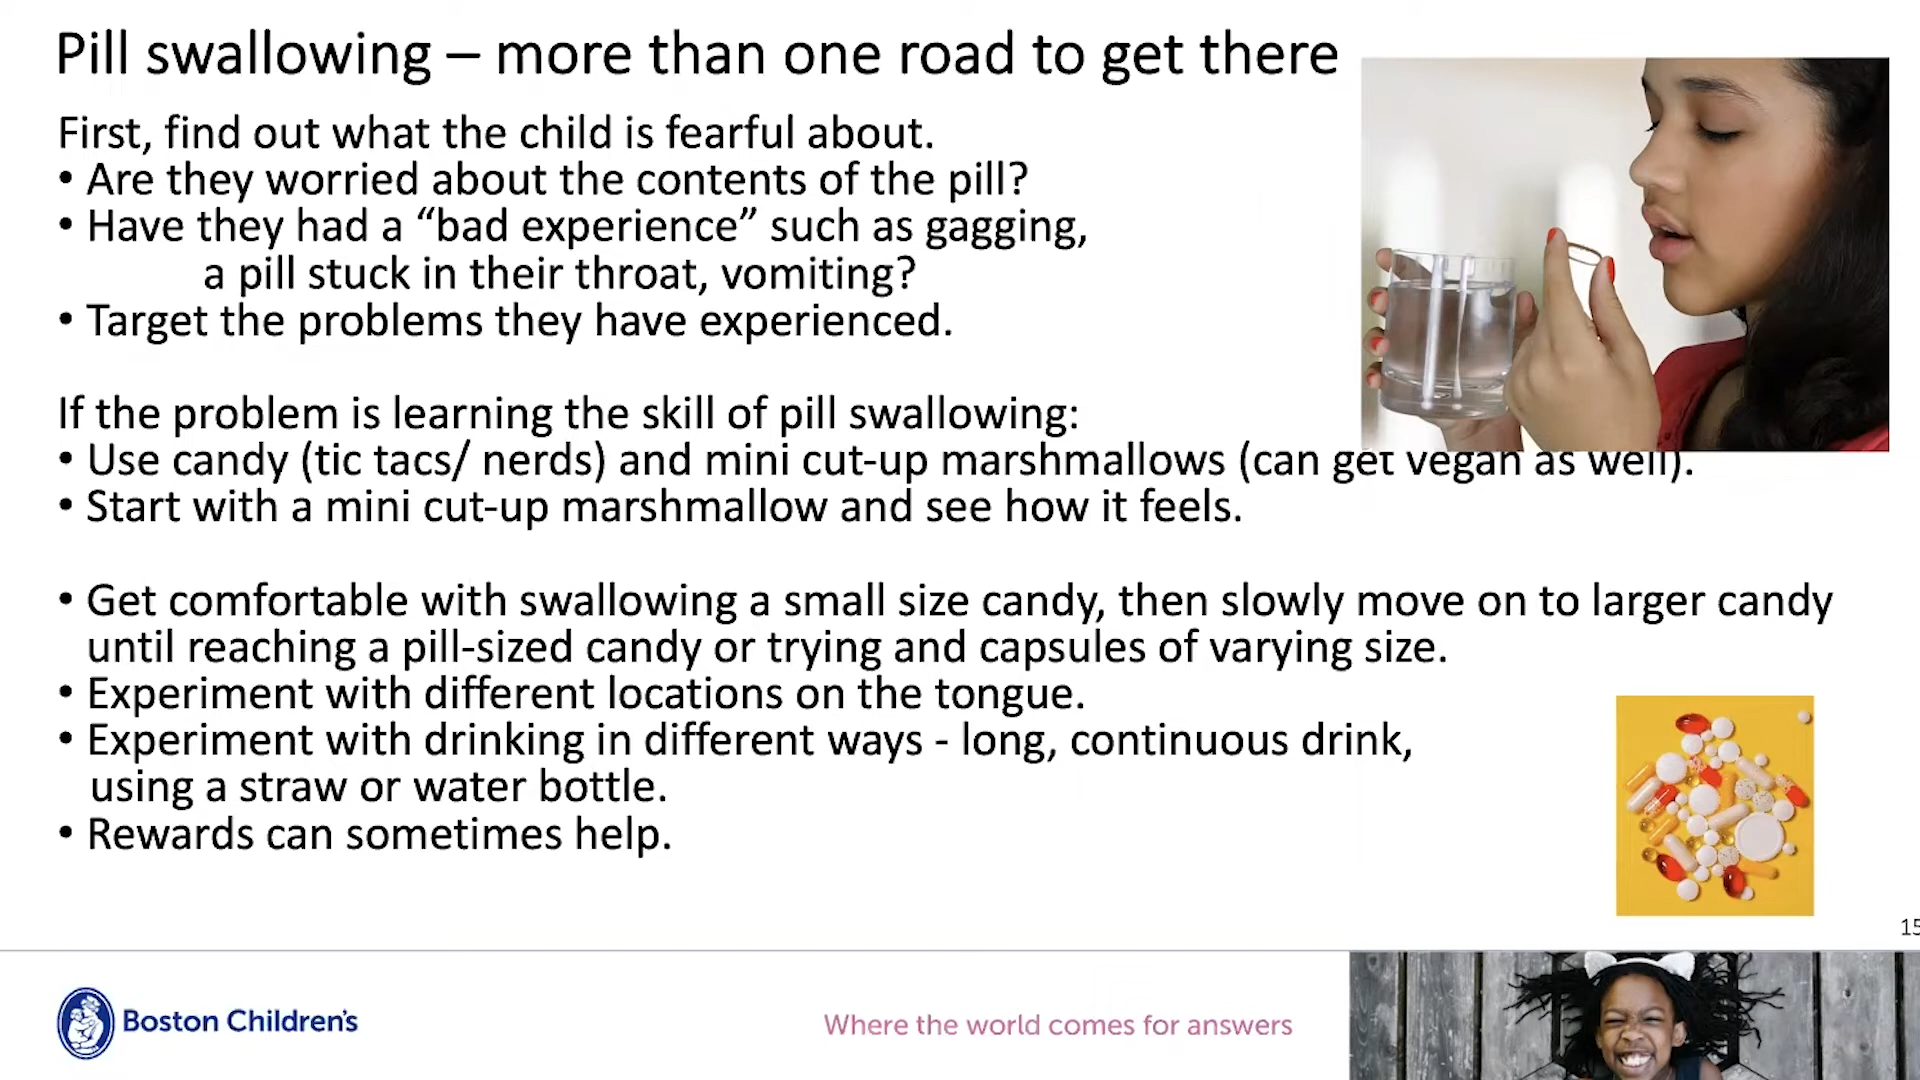 Pill swallowing – more than one road to get there
First, find out what the child is fearful about.
• Are they worried about the contents of the pill?
• Have they had a “bad experience” such as gagging,
a pill stuck in their throat, vomiting?
• Target the problems they have experienced.
If the problem is learning the skill of pill swallowing:
• Use candy (tic tacs/ nerds) and mini cut-up marshmallows (can get vegan as well).
• Start with a mini cut-up marshmallow and see how it feels.
• Get comfortable with swallowing a small size candy, then slowly move on to larger candy
until reaching a pill-sized candy or trying and capsules of varying size.
• Experiment with different locations on the tongue.
• Experiment with drinking in different ways - long, continuous drink,
using a straw or water bottle.
• Rewards can sometimes help.
15
Boston Children's
Where the world comes for answers